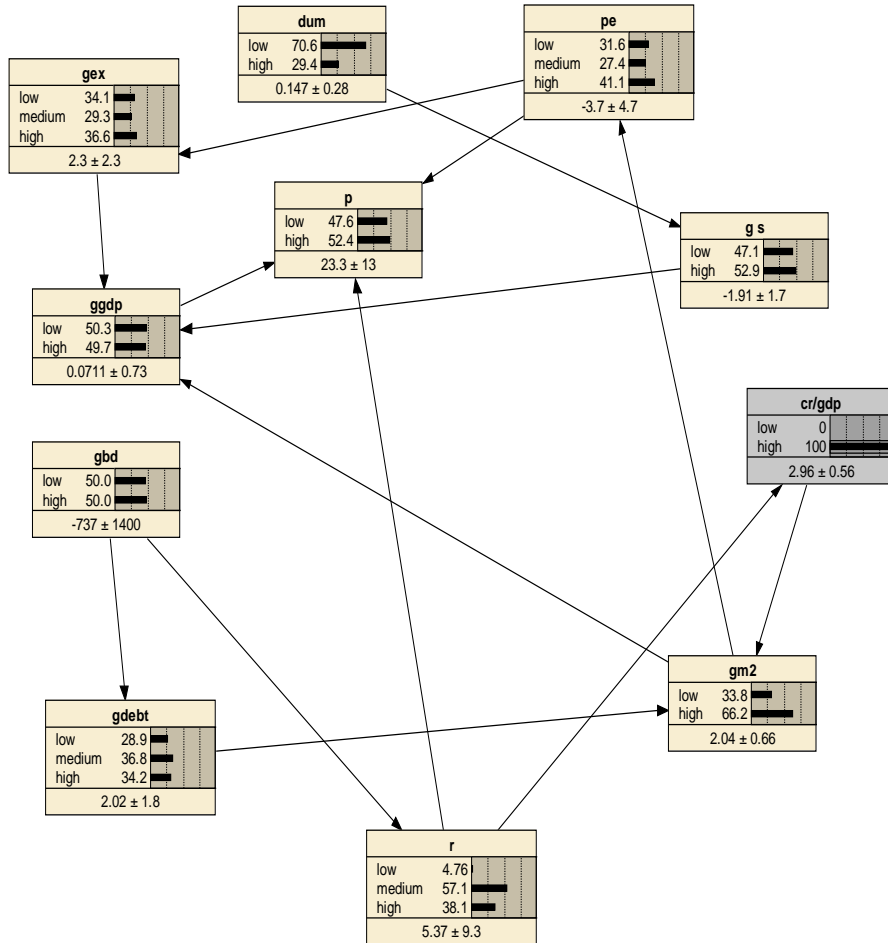 dum
low 70.6
high 29.4
0.147 ± 0.28
pe
low 31.6
medium 27.4
high 41.1
-3.7 ± 4.7
gex
low 34.1
medium 29.3
high 36.6
2.3 ± 2.3
p
low 47.6
high 52.4
23.3 ± 13
g s
low 47.1
high 52.9
-1.91 ± 1.7
ggdp
low 50.3
high 49.7
0.0711 ± 0.73
cr/gdp
low 0
high 100
2.96 ± 0.56
gbd
low 50.0
high 50.0
-737 ± 1400
gm2
low 33.8
high 66.2
2.04 ± 0.66
gdebt
low 28.9
medium 36.8
high 34.2
2.02 ± 1.8
r
low 4.76
medium 57.1
high 38.1
5.37 ± 9.3